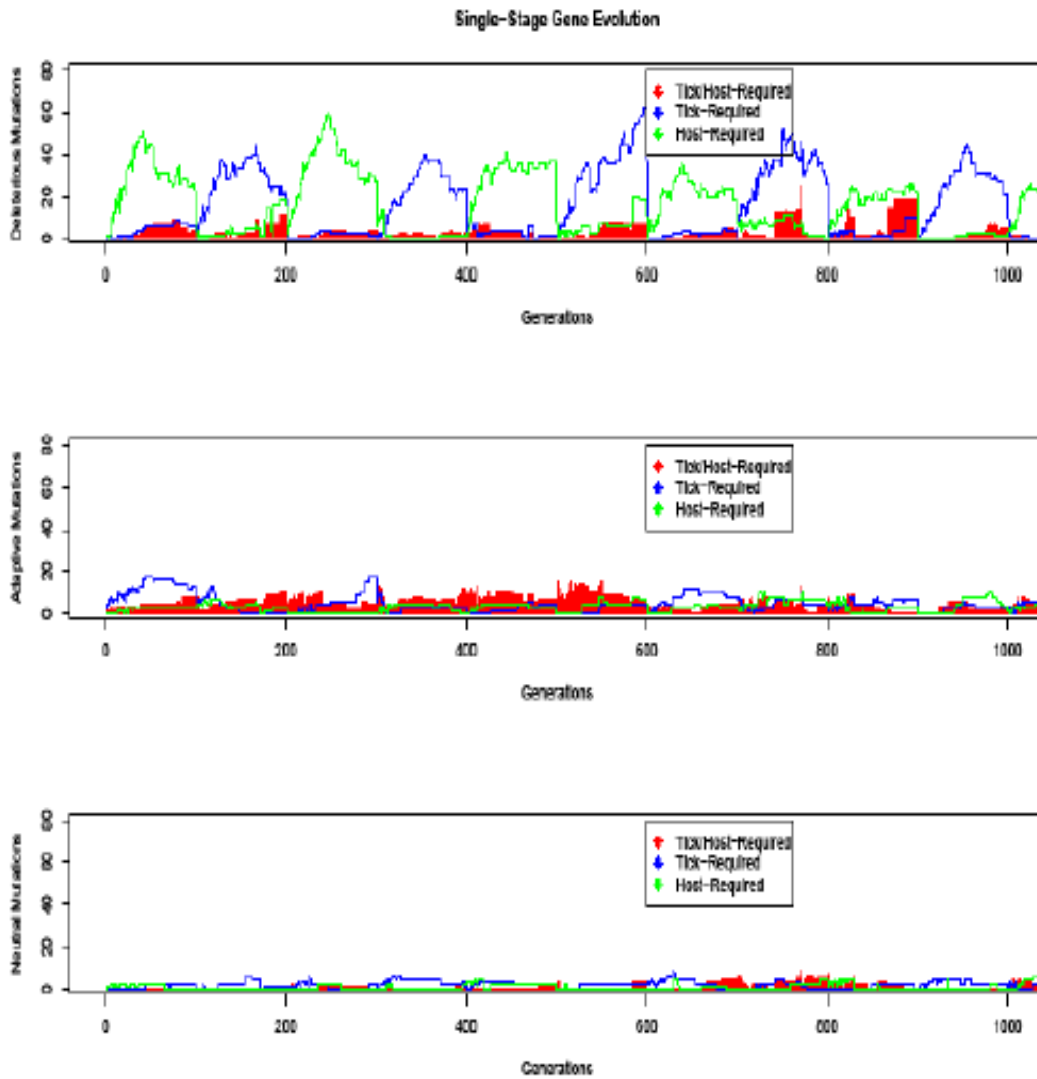 Single-Stage Gene Evolution
Deleterious Mutations
80
60
40
20
0
Tick/Host-Required
Tick-Required
Host-Required
0 200 400 600 800 1000
Generations
Adaptive Mutations
80
60
40
20
0
Tick/Host-Required
Tick-Required
Host-Required
0 200 400 600 800 1000
Generations
Neutral Mutations
80
60
40
20
0
Tick/Host-Required
Tick-Required
Host-Required
0 200 400 600 800 1000
Generations